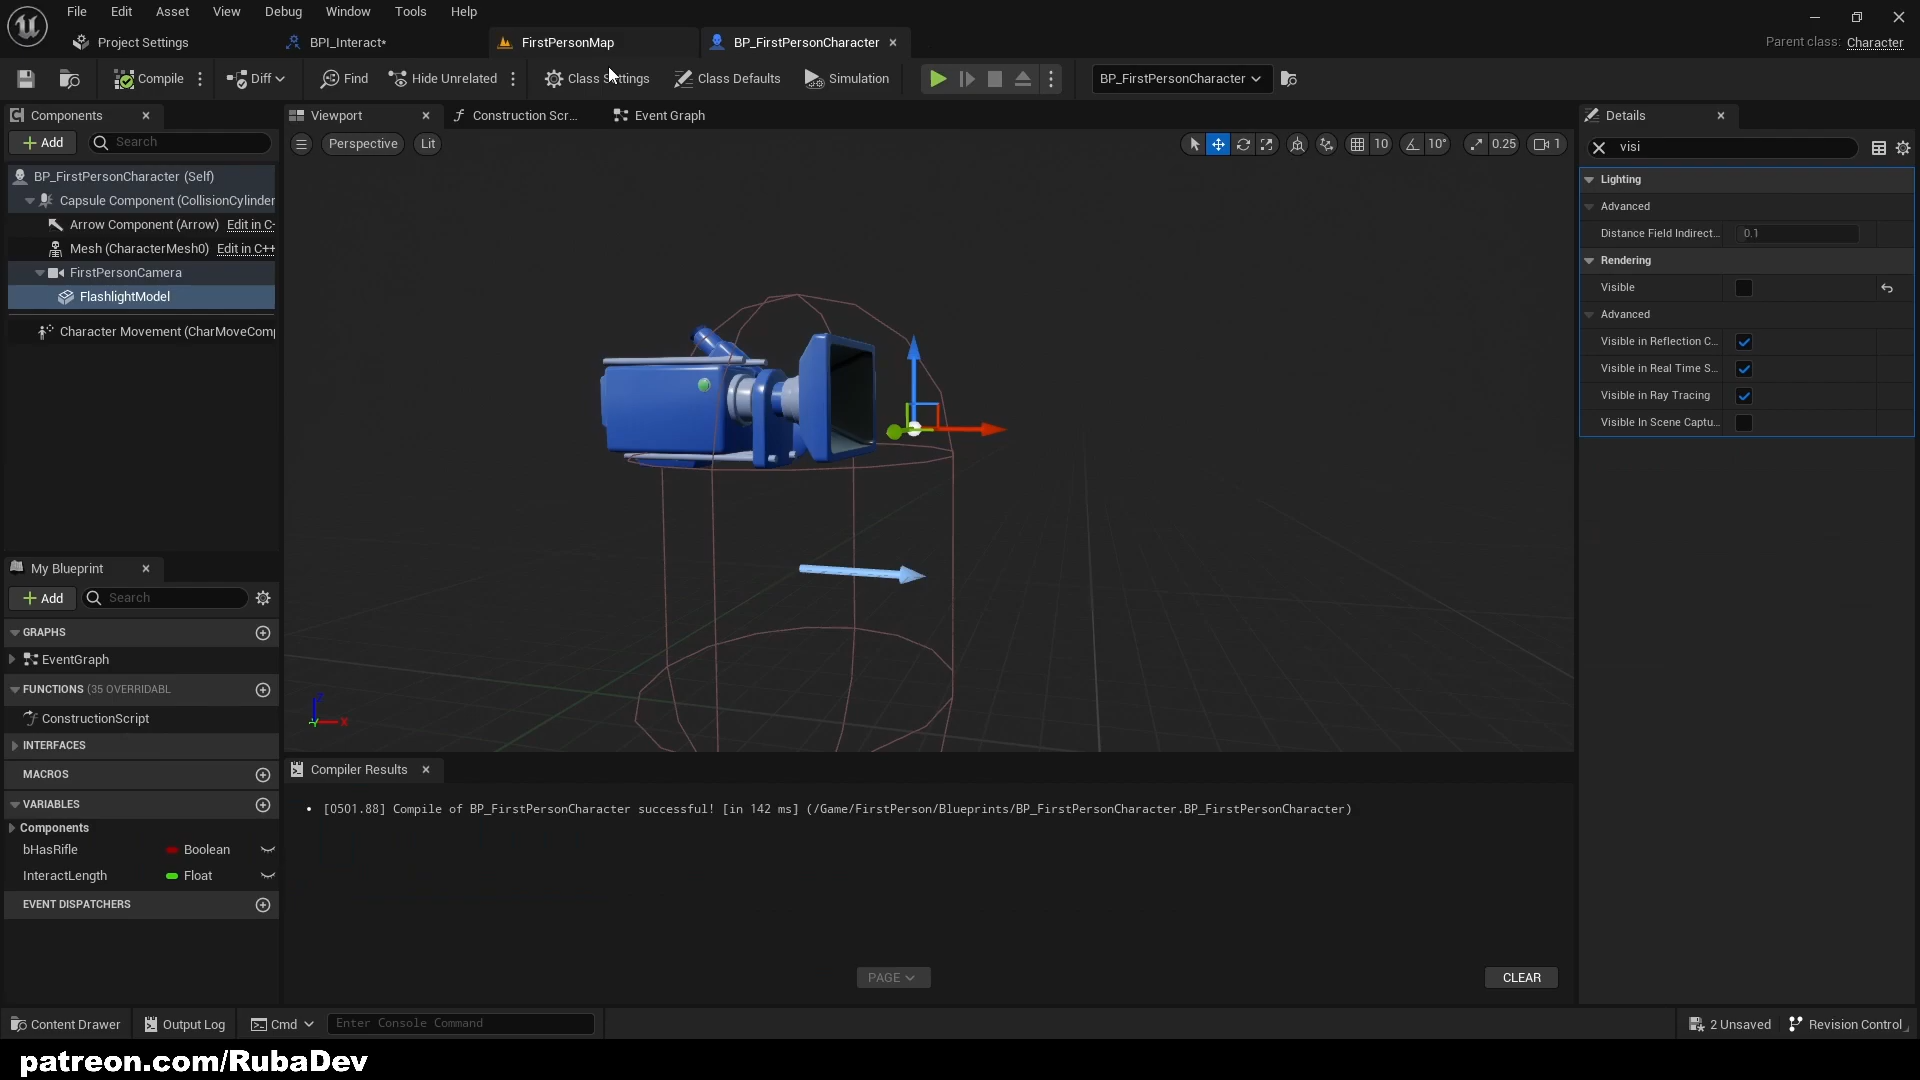 File Edit Asset View Debug Window Tools Help
Project Settings BPI_Interact* FirstPersonMap BP_FirstPersonCharacter Parent class: Character
Compile Diff Find Hide Unrelated Class Settings Class Defaults Simulation BP_FirstPersonCharacter
Components Viewport Construction Scr... Event Graph Details
Add Search Perspective Lit 10 10° 0.25 1 visi
BP_FirstPersonCharacter (Self)
Capsule Component (CollisionCylinder
Arrow Component (Arrow) Edit in C-
Mesh (CharacterMesh0) Edit in C++
FirstPersonCamera
FlashlightModel
Character Movement (CharMoveComp
Lighting
Advanced
Distance Field Indirect... 0.1
Rendering
Visible
Advanced
Visible in Reflection C...
Visible in Real Time S...
Visible in Ray Tracing
Visible In Scene Captu...
Z
X
My Blueprint
Add Search
GRAPHS
EventGraph
FUNCTIONS (35 OVERRIDABL
ConstructionScript
INTERFACES
MACROS
VARIABLES
Components
bHasRifle Boolean
InteractLength Float
EVENT DISPATCHERS
Compiler Results
[0501.88] Compile of BP_FirstPersonCharacter successful! [in 142 ms] (/Game/FirstPerson/Blueprints/BP_FirstPersonCharacter.BP_FirstPersonCharacter)
PAGE CLEAR
Content Drawer Output Log Cmd Enter Console Command 2 Unsaved Revision Control
patreon.com/RubaDev